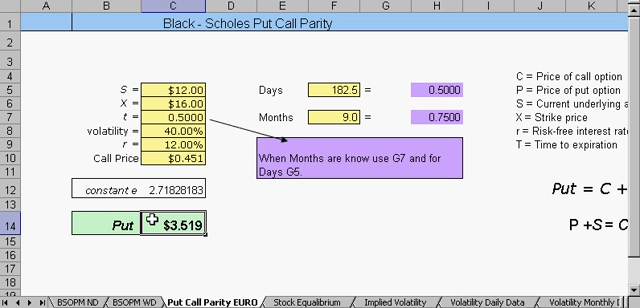 A B C D E F G H I J K
1 Black - Scholes Put Call Parity
2
3
4 C = Price of call option
5 S = $12.00 Days 182.5 = 0.5000 P = Price of put option
6 X = $16.00 S = Current underlying a
7 t = 0.5000 Months 9.0 = 0.7500 X = Strike price
8 volatility = 40.00% r = Risk-free interest rat
9 r = 12.00% T = Time to expiration
10 Call Price $0.451 When Months are know use G7 and for
11 Days G5.
12 constant e 2.71828183 Put = C +
13
14 Put $3.519 P +S= C
15
16
17
18
19
BSOPM ND BSOPM WD Put Call Parity EURO Stock Equilibrium Implied Volatility Volatility Daily Data Volatility Monthly